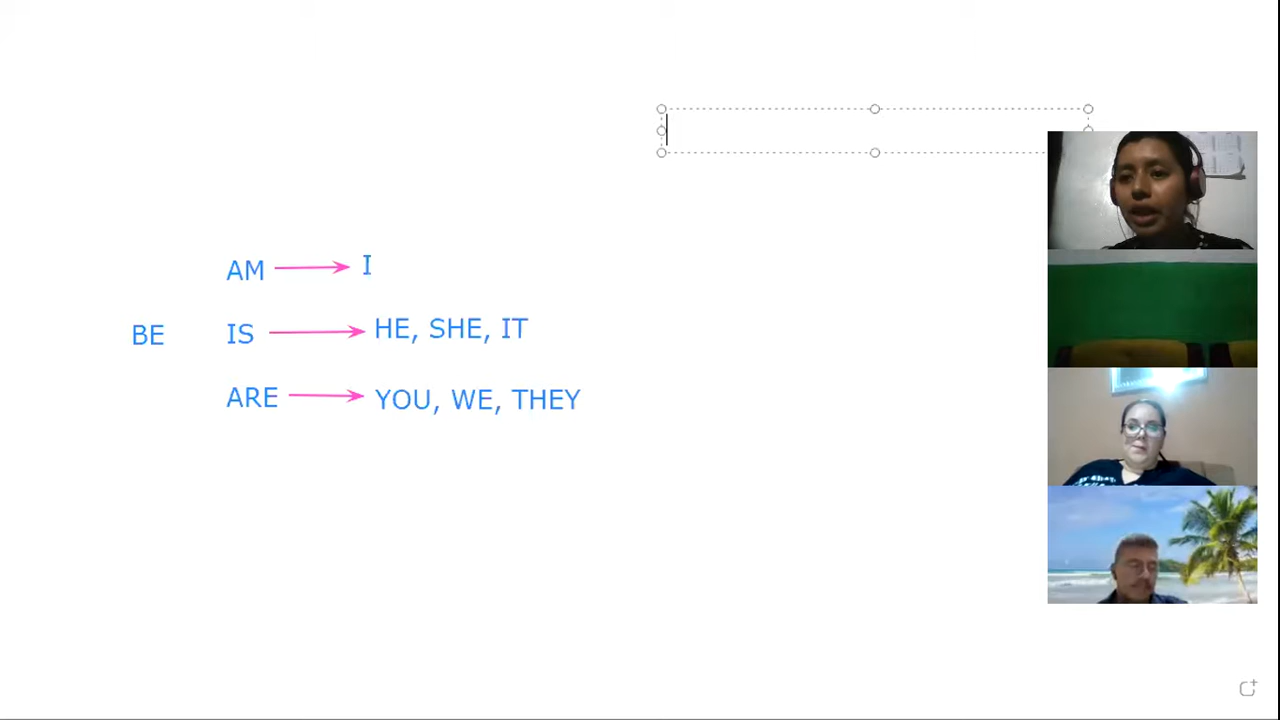 AM I
BE IS HE, SHE, IT
ARE YOU, WE, THEY